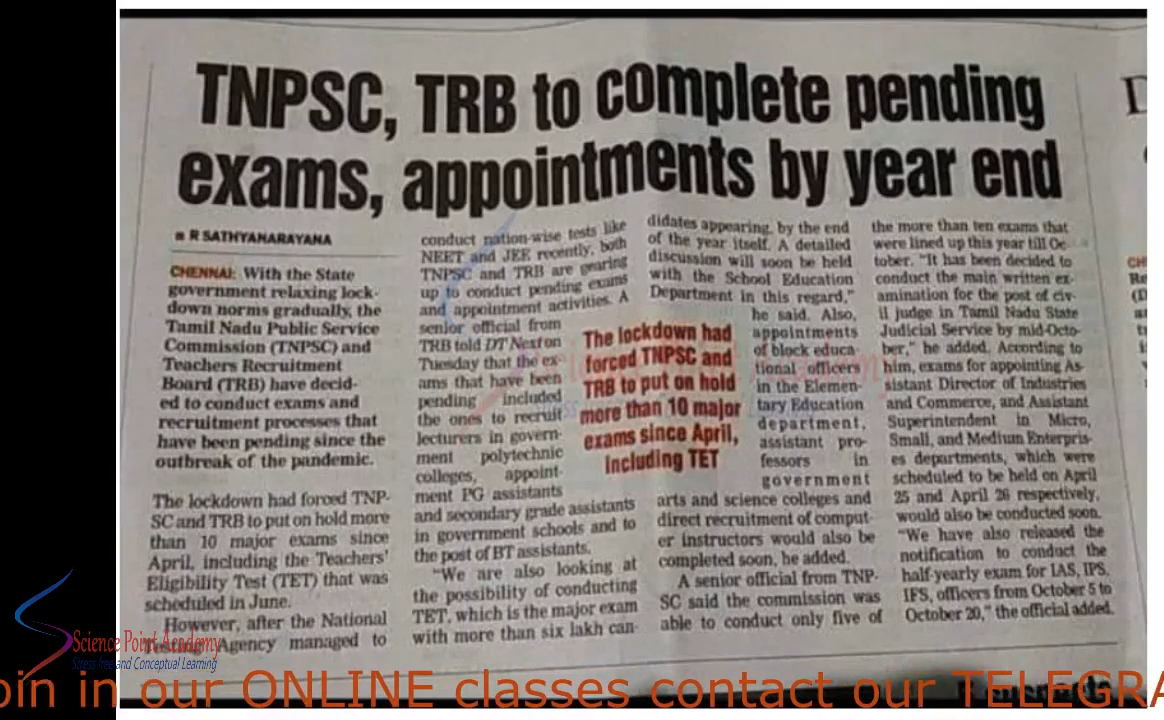 TNPSC, TRB to complete pending
exams, appointments by year end
R SATHYANARAYANA
CHENNAI: With the State
government relaxing lock-
down norms gradually, the
Tamil Nadu Public Service
Commission (TNPSC) and
Teachers Recruitment
Board (TRB) have decid-
ed to conduct exams and
recruitment processes that
have been pending since the
outbreak of the pandemic.
The lockdown had forced TNP-
SC and TRB to put on hold more
than 10 major exams since
April, including the Teachers'
Eligibility Test (TET) that was
scheduled in June.
However, after the National
Testing Agency managed to
conduct nation-wise tests like
NEET and JEE recently, both
TNPSC and TRB are gearing
up to conduct pending exams
and appointment activities. A
senior official from
TRB told DT Next on
Tuesday that the ex-
ams that have been
pending included
the ones to recruit
lecturers in govern-
ment polytechnic
colleges, appoint-
ment PG assistants
and secondary grade assistants
in government schools and to
the post of BT assistants.
"We are also looking at
the possibility of conducting
TET, which is the major exam
with more than six lakh can-
The lockdown had
forced TNPSC and
TRB to put on hold
more than 10 major
exams since April,
including TET
didates appearing, by the end
of the year itself. A detailed
discussion will soon be held
with the School Education
Department in this regard,"
he said. Also,
appointments
of block educa-
tional officers
in the Elemen-
tary Education
department,
assistant pro-
fessors in
government
arts and science colleges and
direct recruitment of comput-
er instructors would also be
completed soon, he added.
A senior official from TNP-
SC said the commission was
able to conduct only five of
the more than ten exams that
were lined up this year till Oc-
tober. "It has been decided to
conduct the main written ex-
amination for the post of civ-
il judge in Tamil Nadu State
Judicial Service by mid-Octo-
ber," he added. According to
him, exams for appointing As-
sistant Director of Industries
and Commerce, and Assistant
Superintendent in Micro,
Small, and Medium Enterpris-
es departments, which were
scheduled to be held on April
25 and April 26 respectively,
would also be conducted soon.
"We have also released the
notification to conduct the
half-yearly exam for IAS, IPS,
IFS, officers from October 5 to
October 20," the official added.
Science Point Academy
Stress free and Conceptual Learning
oin in our ONLINE classes contact our TELEGRA